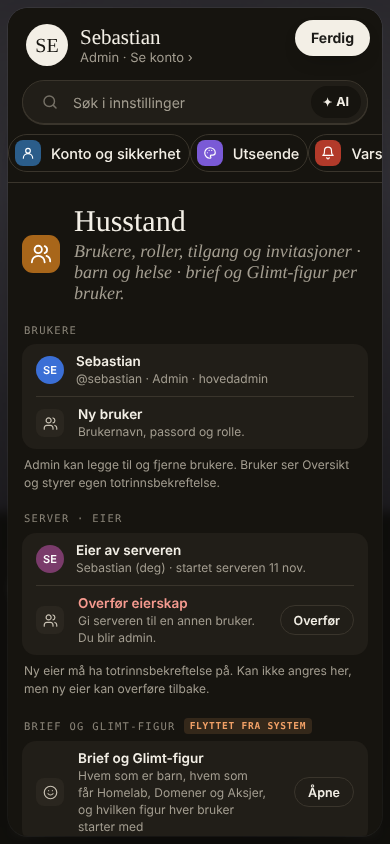 SE
Sebastian
Admin · Se konto ›
Ferdig
Søk i innstillinger
AI
Konto og sikkerhet
Utseende
Vars
Husstand
Brukere, roller, tilgang og invitasjoner ·
barn og helse · brief og Glimt-figur per
bruker.
BRUKERE
SE
Sebastian
@sebastian · Admin · hovedadmin
Ny bruker
Brukernavn, passord og rolle.
Admin kan legge til og fjerne brukere. Bruker ser Oversikt
og styrer egen totrinnsbekreftelse.
SERVER · EIER
SE
Eier av serveren
Sebastian (deg) · startet serveren 11 nov.
Overfør eierskap
Gi serveren til en annen bruker.
Du blir admin.
Overfør
Ny eier må ha totrinnsbekreftelse på. Kan ikke angres her,
men ny eier kan overføre tilbake.
BRIEF OG GLIMT-FIGUR FLYTTET FRA SYSTEM
Brief og Glimt-figur
Hvem som er barn, hvem som
får Homelab, Domener og Aksjer,
og hvilken figur hver bruker
starter med
Åpne